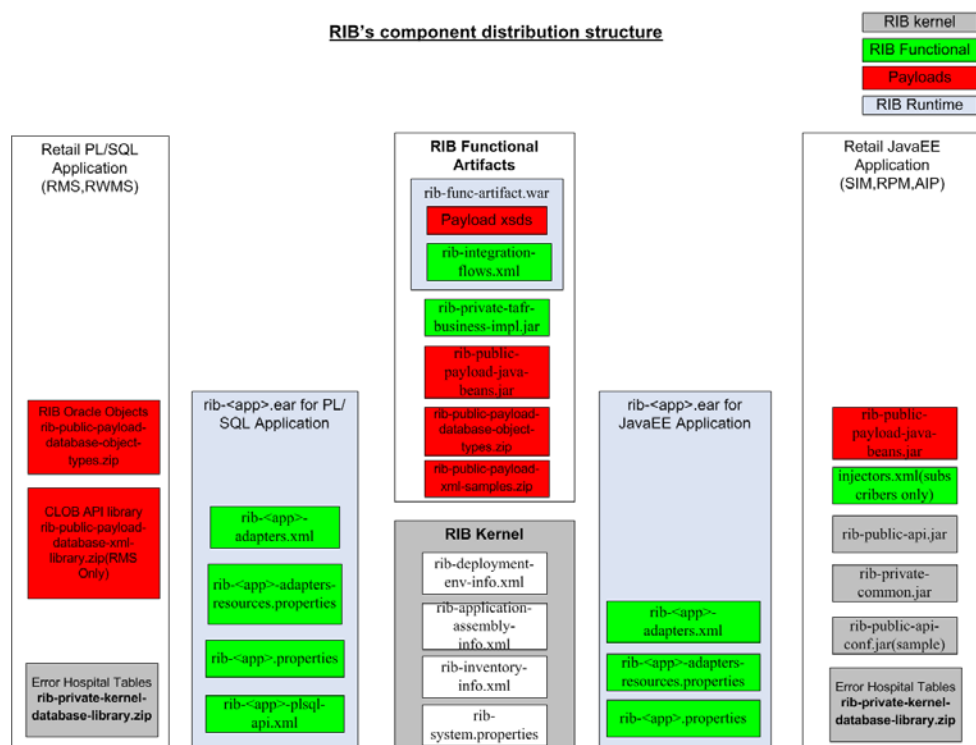 RIB's component distribution structure
RIB kernel
RIB Functional
Payloads
RIB Runtime
Retail PL/SQL
Application
(RMS,RWMS)
RIB Oracle Objects
rib-public-payload-
database-object-
types.zip
CLOB API library
rib-public-payload-
database-xml-
library.zip(RMS
Only)
Error Hospital Tables
rib-private-kernel-
database-library.zip
rib-<app>.ear for PL/
SQL Application
rib-<app>-
adapters.xml
rib-<app>-adapters-
resources.properties
rib-<app>.properties
rib-<app>-plsql-
api.xml
RIB Functional
Artifacts
rib-func-artifact.war
Payload xsds
rib-integration-
flows.xml
rib-private-tafr-
business-impl.jar
rib-public-
payload-java-
beans.jar
rib-public-payload-
database-object-
types.zip
rib-public-payload-
xml-samples.zip
RIB Kernel
rib-deployment-
env-info.xml
rib-application-
assembly-
info.xml
rib-inventory-
info.xml
rib-
system.properties
rib-<app>.ear for
JavaEE Application
rib-<app>-
adapters.xml
rib-<app>-adapters-
resources.properties
rib-<app>.properties
Retail JavaEE
Application
(SIM,RPM,AIP)
rib-public-
payload-java-
beans.jar
injectors.xml(subs
cribers only)
rib-public-api.jar
rib-private-
common.jar
rib-public-api-
conf.jar(sample)
Error Hospital Tables
rib-private-kernel-
database-library.zip